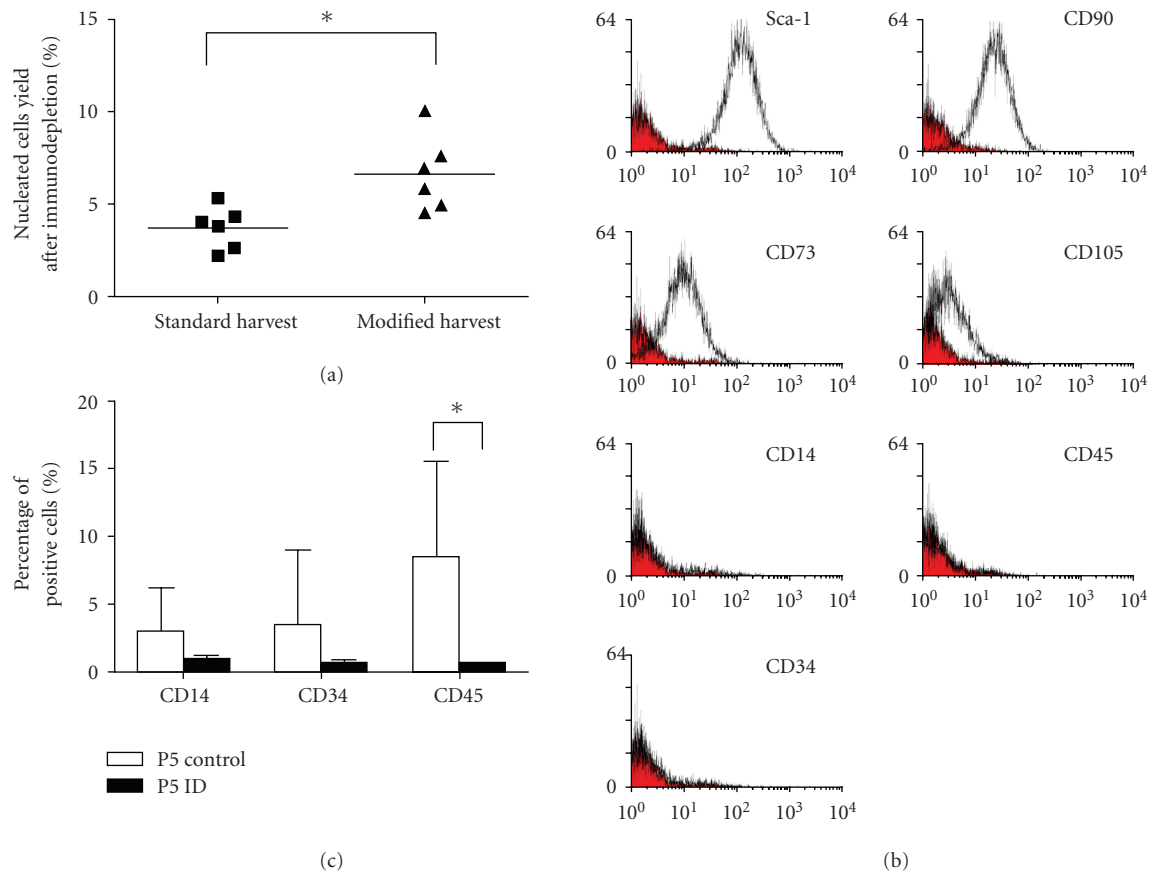 15
10
5
0
Nucleated cells yield
after immunodepletion (%)
*
Standard harvest
Modified harvest
(a)
20
15
10
5
0
Percentage of
positive cells (%)
*
CD14
CD34
CD45
P5 control
P5 ID
(c)
64
0
Sca-1
10⁰ 10¹ 10² 10³ 10⁴
64
0
CD90
10⁰ 10¹ 10² 10³ 10⁴
64
0
CD73
10⁰ 10¹ 10² 10³ 10⁴
64
0
CD105
10⁰ 10¹ 10² 10³ 10⁴
64
0
CD14
10⁰ 10¹ 10² 10³ 10⁴
64
0
CD45
10⁰ 10¹ 10² 10³ 10⁴
64
0
CD34
10⁰ 10¹ 10² 10³ 10⁴
(b)